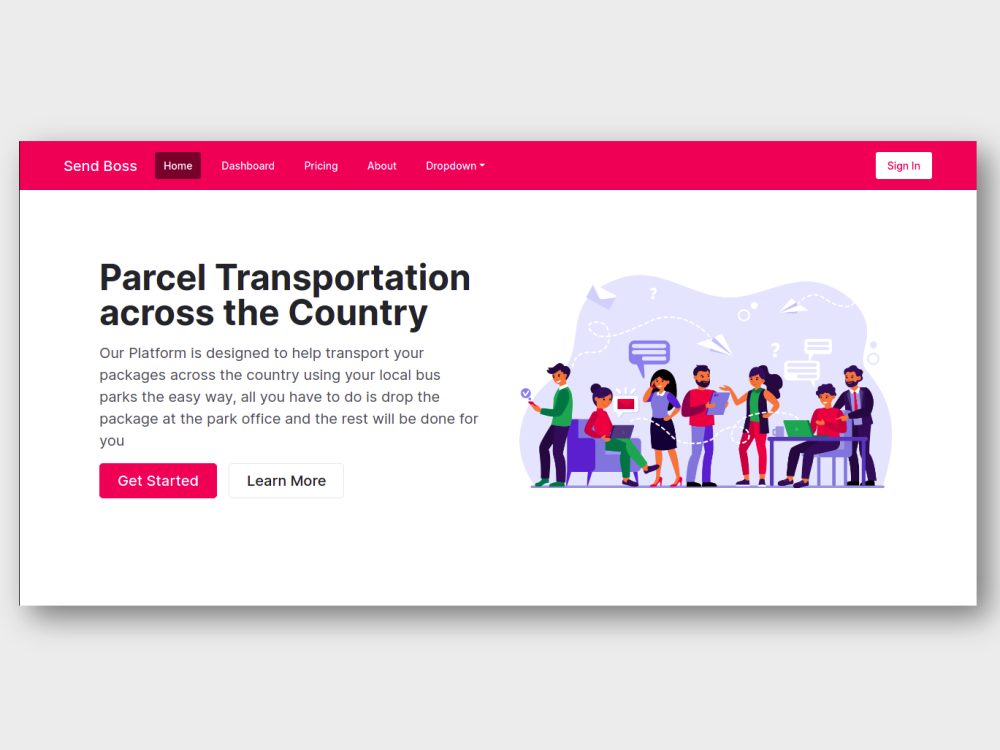 Send Boss
Home
Dashboard
Pricing
About
Dropdown
Sign In
Parcel Transportation
across the Country
Our Platform is designed to help transport your
packages across the country using your local bus
parks the easy way, all you have to do is drop the
package at the park office and the rest will be done for
you
Get Started
Learn More
?
?